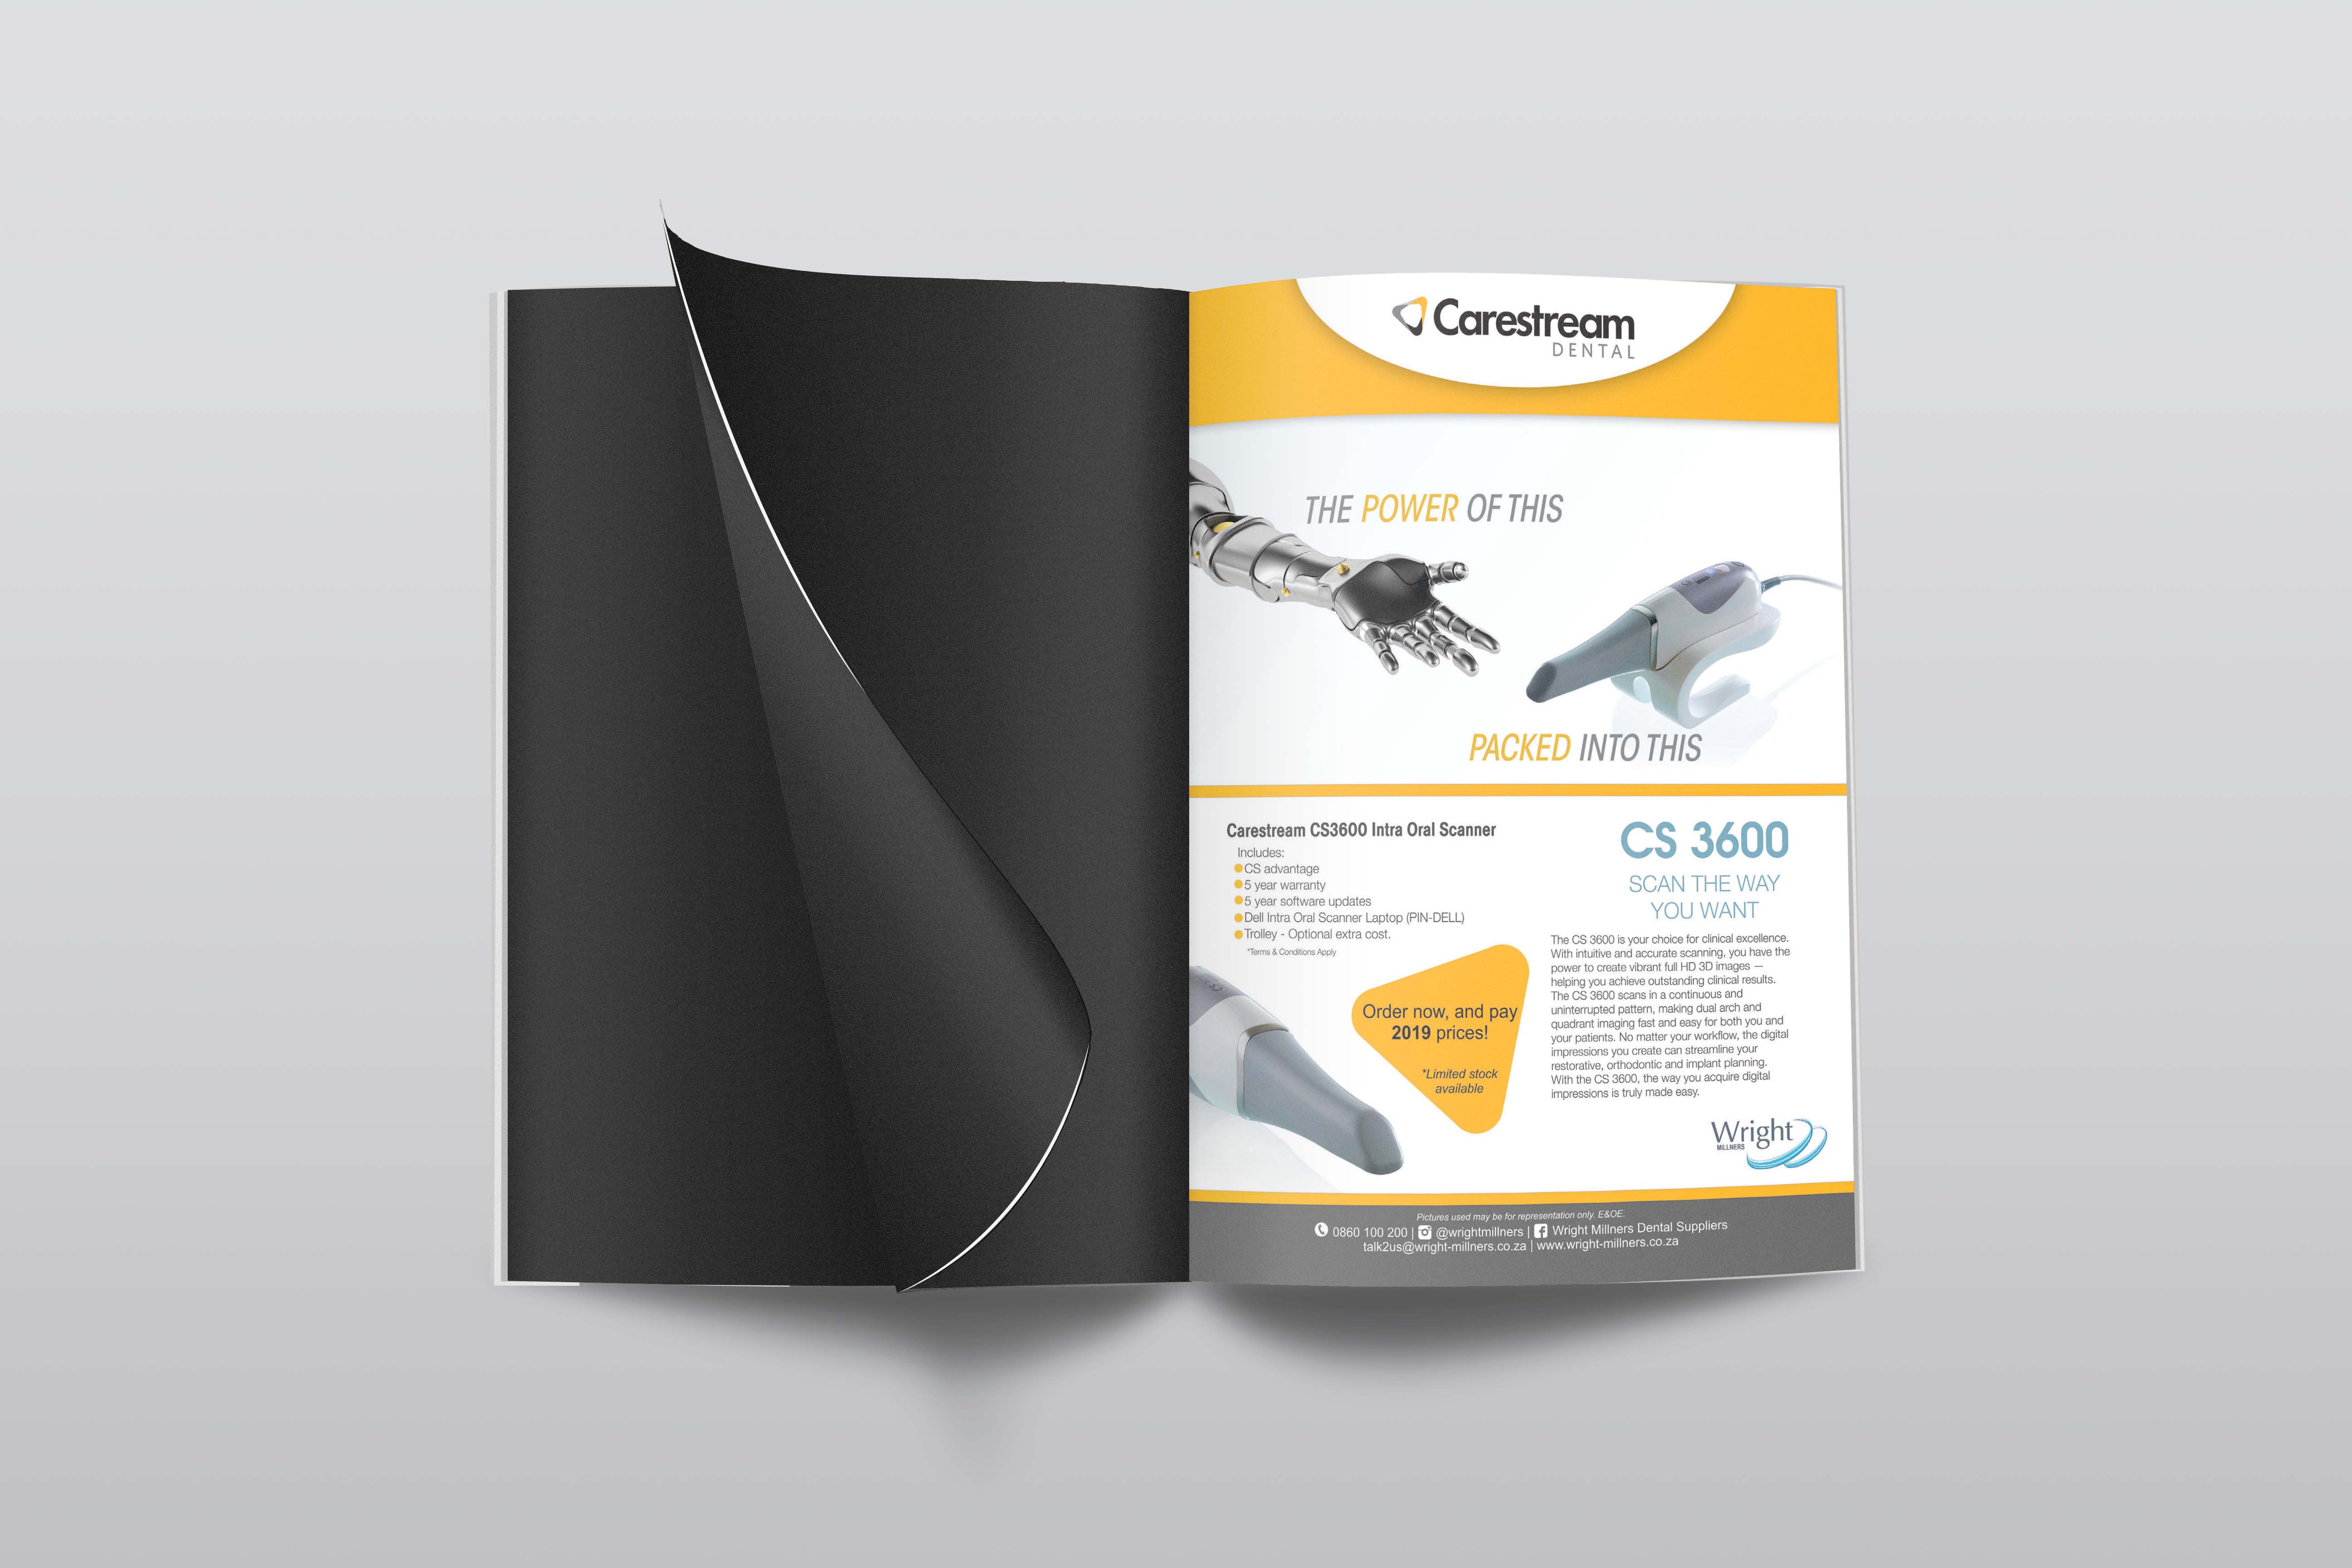 Carestream
DENTAL
THE POWER OF THIS
PACKED INTO THIS
Carestream CS3600 Intra Oral Scanner
Includes:
CS advantage
5 year warranty
5 year software updates
Dell Intra Oral Scanner Laptop (PIN-DELL)
Trolley - Optional extra cost.
*Terms & Conditions Apply
Order now, and pay
2019 prices!
*Limited stock
available
CS 3600
SCAN THE WAY
YOU WANT
The CS 3600 is your choice for clinical excellence.
With intuitive and accurate scanning, you have the
power to create vibrant full HD 3D images —
helping you achieve outstanding clinical results.
The CS 3600 scans in a continuous and
uninterrupted pattern, making dual arch and
quadrant imaging fast and easy for both you and
your patients. No matter your workflow, the digital
impressions you create can streamline your
restorative, orthodontic and implant planning.
With the CS 3600, the way you acquire digital
impressions is truly made easy.
Wright
MILLNERS
Pictures used may be for representation only. E&OE.
0860 100 200 | @wrightmillners | Wright Millners Dental Suppliers
talk2us@wright-millners.co.za | www.wright-millners.co.za